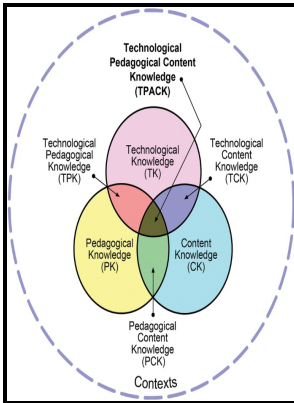 Technological
Pedagogical Content
Knowledge
(TPACK)
Technological
Pedagogical
Knowledge
(TPK)
Technological
Knowledge
(TK)
Technological
Content
Knowledge
(TCK)
Pedagogical
Knowledge
(PK)
Content
Knowledge
(CK)
Pedagogical
Content
Knowledge
(PCK)
Contexts